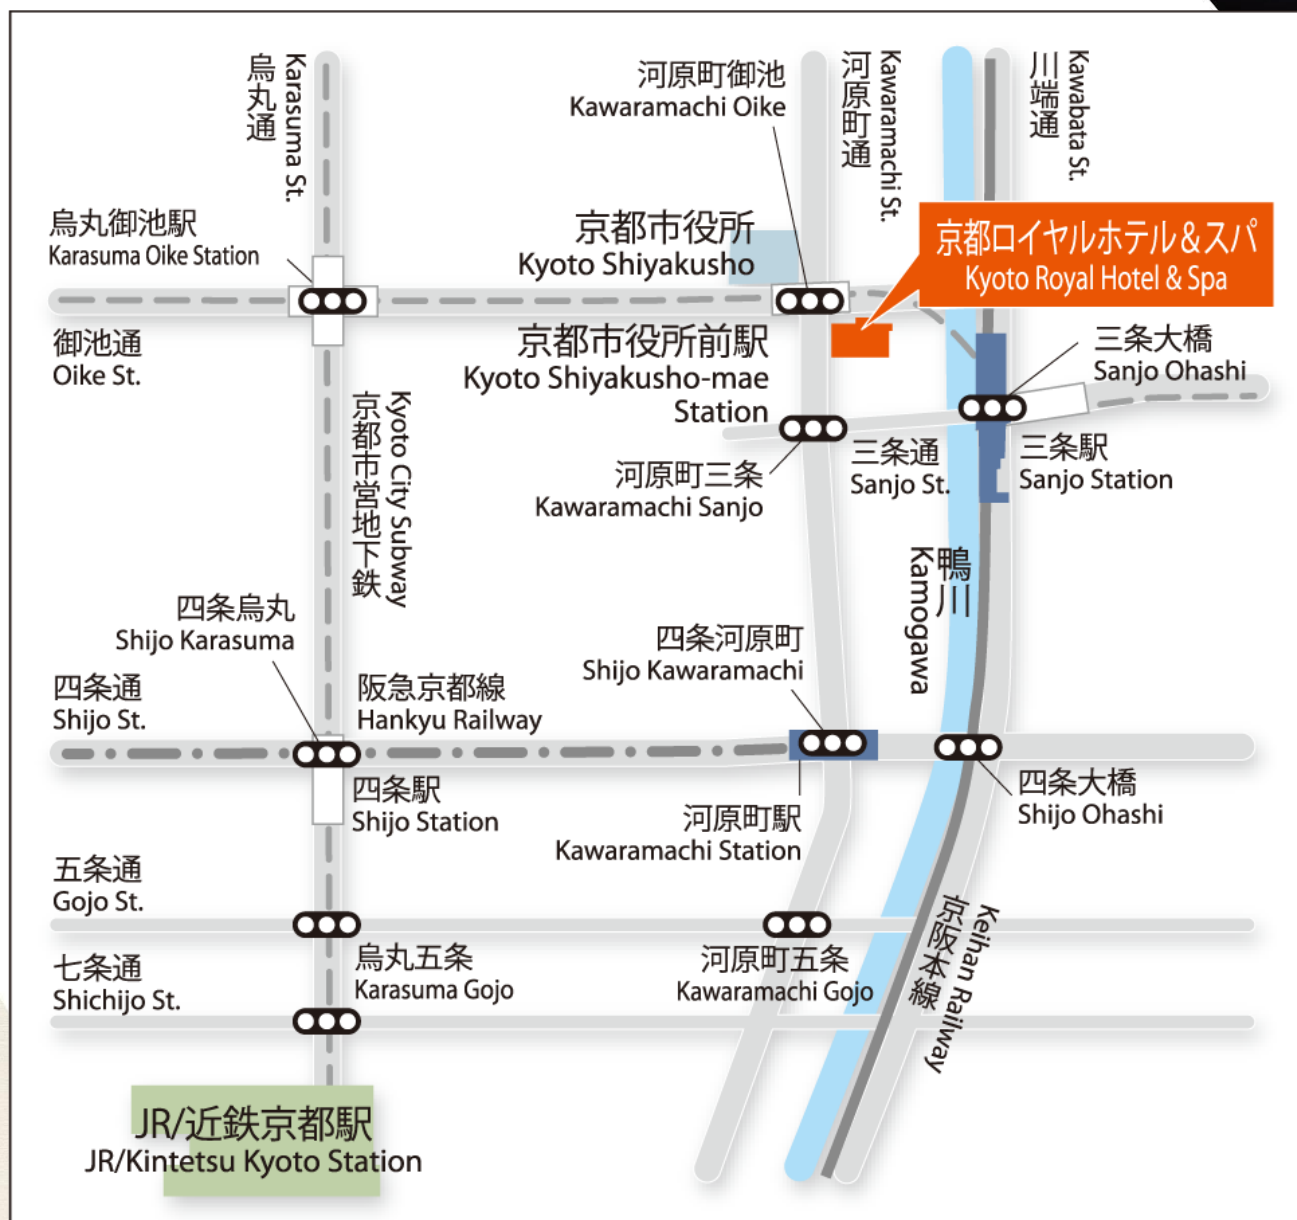 烏丸通
Karasuma St.
河原町御池
Kawaramachi Oike
河原町通
Kawaramachi St.
川端通
Kawabata St.
烏丸御池駅
Karasuma Oike Station
京都市役所
Kyoto Shiyakusho
京都ロイヤルホテル&スパ
Kyoto Royal Hotel & Spa
御池通
Oike St.
京都市役所前駅
Kyoto Shiyakusho-mae
Station
三条大橋
Sanjo Ohashi
京都市営地下鉄
Kyoto City Subway
河原町三条
Kawaramachi Sanjo
三条通
Sanjo St.
三条駅
Sanjo Station
鴨川
Kamogawa
四条烏丸
Shijo Karasuma
四条河原町
Shijo Kawaramachi
四条通
Shijo St.
阪急京都線
Hankyu Railway
四条駅
Shijo Station
河原町駅
Kawaramachi Station
四条大橋
Shijo Ohashi
五条通
Gojo St.
烏丸五条
Karasuma Gojo
河原町五条
Kawaramachi Gojo
京阪本線
Keihan Railway
七条通
Shichijo St.
JR/近鉄京都駅
JR/Kintetsu Kyoto Station